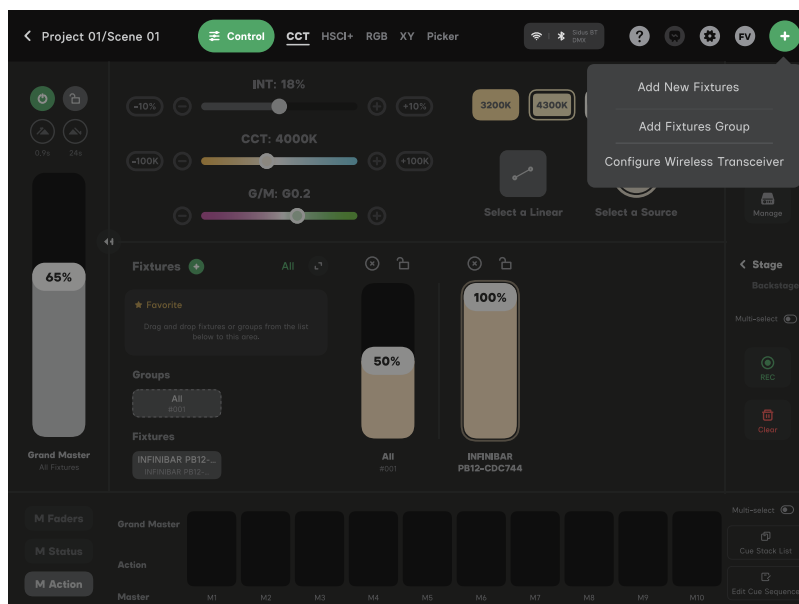 Project 01/Scene 01
Control
CCT
HSCI+
RGB
XY
Picker
Sidus BT
DMX
?
FV
+
Add New Fixtures
Add Fixtures Group
Configure Wireless Transceiver
0.9s
24s
INT: 18%
-10%
+10%
CCT: 4000K
-100K
+100K
G/M: G0.2
3200K
4300K
Select a Linear
Select a Source
Manage
65%
Grand Master
All Fixtures
Fixtures
All
Favorite
Drag and drop fixtures or groups from the list
below to this area.
Groups
All
#001
Fixtures
INFINIBAR PB12-...
INFINIBAR PB12-...
50%
All
#001
100%
INFINIBAR
PB12-CDC744
Stage
Backstage
Multi-select
REC
Clear
M Faders
M Status
M Action
Grand Master
Action
Master
M1
M2
M3
M4
M5
M6
M7
M8
M9
M10
Multi-select
Cue Stack List
Edit Cue Sequence